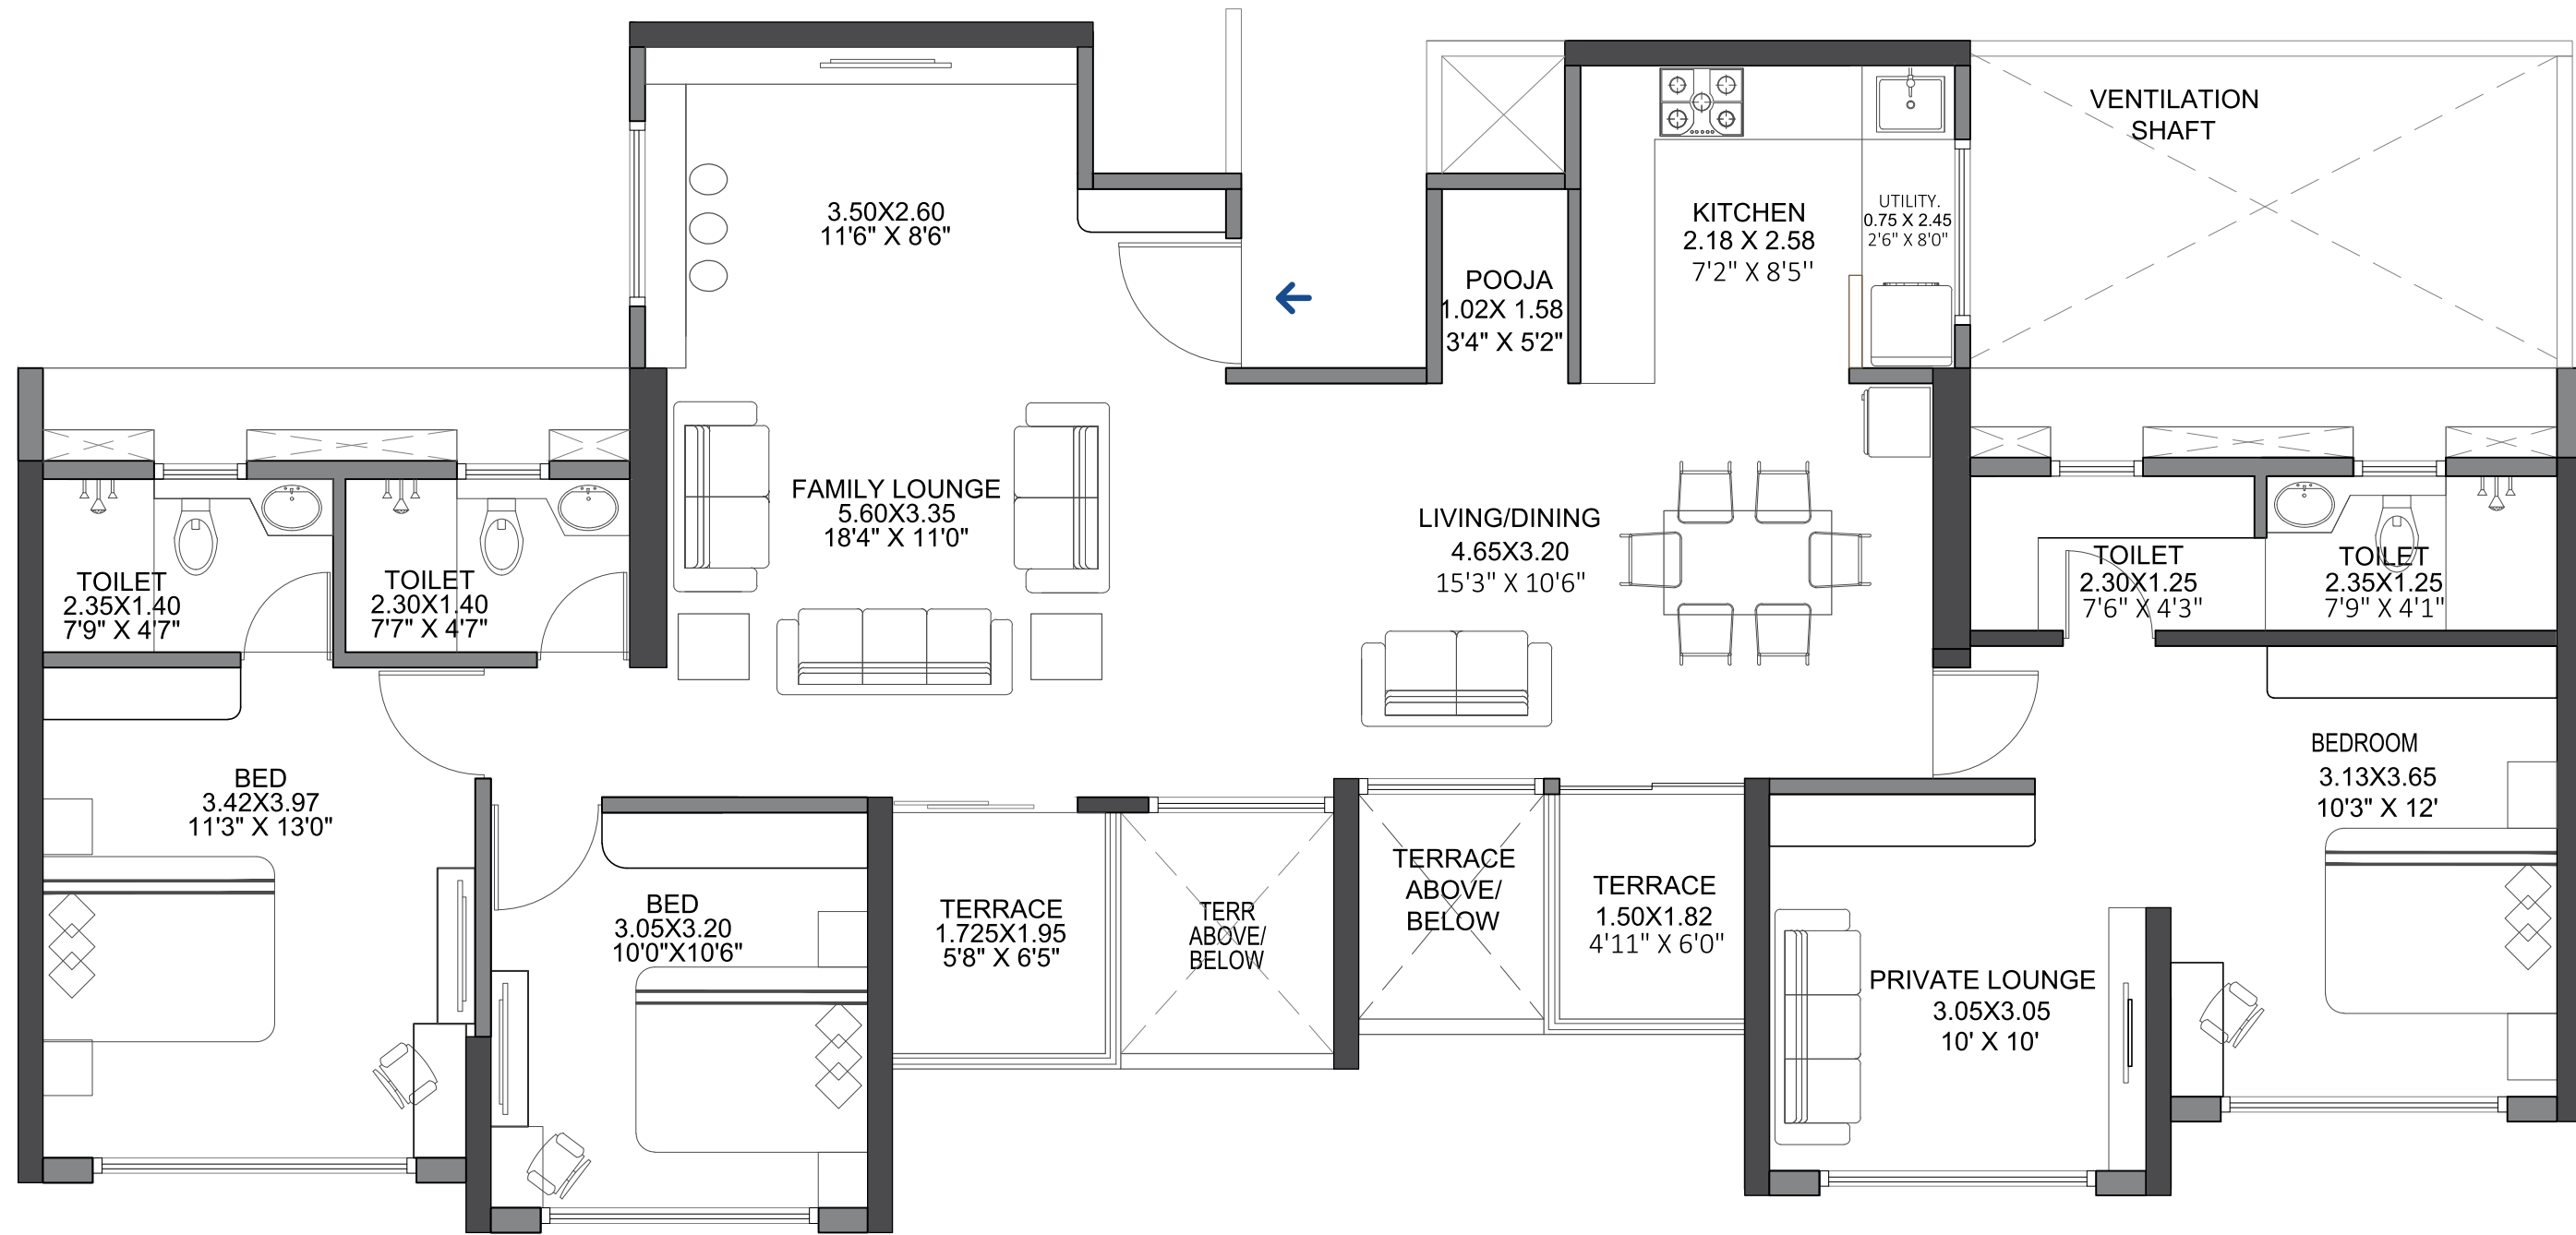 VENTILATION
SHAFT
3.50X2.60
11'6" X 8'6"
KITCHEN
2.18 X 2.58
7'2" X 8'5"
UTILITY.
0.75 X 2.45
2'6" X 8'0"
POOJA
1.02X 1.58
3'4" X 5'2"
FAMILY LOUNGE
5.60X3.35
18'4" X 11'0"
LIVING/DINING
4.65X3.20
15'3" X 10'6"
TOILET
2.35X1.40
7'9" X 4'7"
TOILET
2.30X1.40
7'7" X 4'7"
TOILET
2.30X1.25
7'6" X 4'3"
TOILET
2.35X1.25
7'9" X 4'1"
BED
3.42X3.97
11'3" X 13'0"
BED
3.05X3.20
10'0"X10'6"
TERRACE
1.725X1.95
5'8" X 6'5"
TERR
ABOVE/
BELOW
TERRACE
ABOVE/
BELOW
TERRACE
1.50X1.82
4'11" X 6'0"
PRIVATE LOUNGE
3.05X3.05
10' X 10'
BEDROOM
3.13X3.65
10'3" X 12'